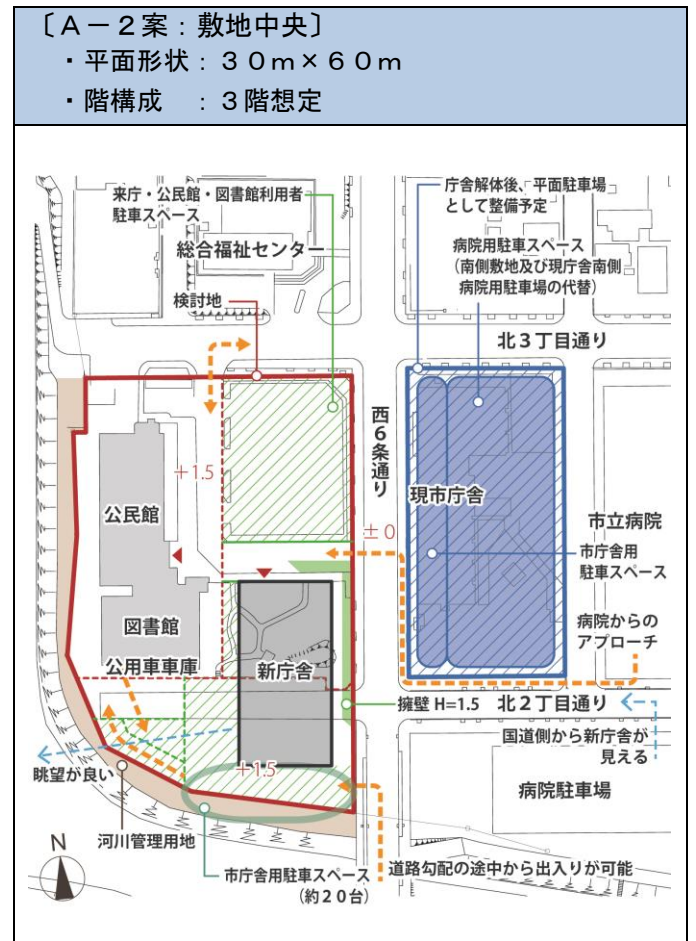 〔Ａ－２案：敷地中央〕
・平面形状：３０ｍ×６０ｍ
・階構成　：３階想定
来庁・公民館・図書館利用者
駐車スペース
総合福祉センター
検討地
庁舎解体後、平面駐車場
として整備予定
病院用駐車スペース
（南側敷地及び現庁舎南側
病院用駐車場の代替）
北３丁目通り
西６条通り
＋1.5
公民館
±0
現市庁舎
市立病院
市庁舎用
駐車スペース
図書館
病院からの
アプローチ
公用車車庫
新庁舎
擁壁 H=1.5
北２丁目通り
国道側から新庁舎が
見える
＋1.5
眺望が良い
病院駐車場
N
河川管理用地
市庁舎用駐車スペース
（約２０台）
道路勾配の途中から出入りが可能